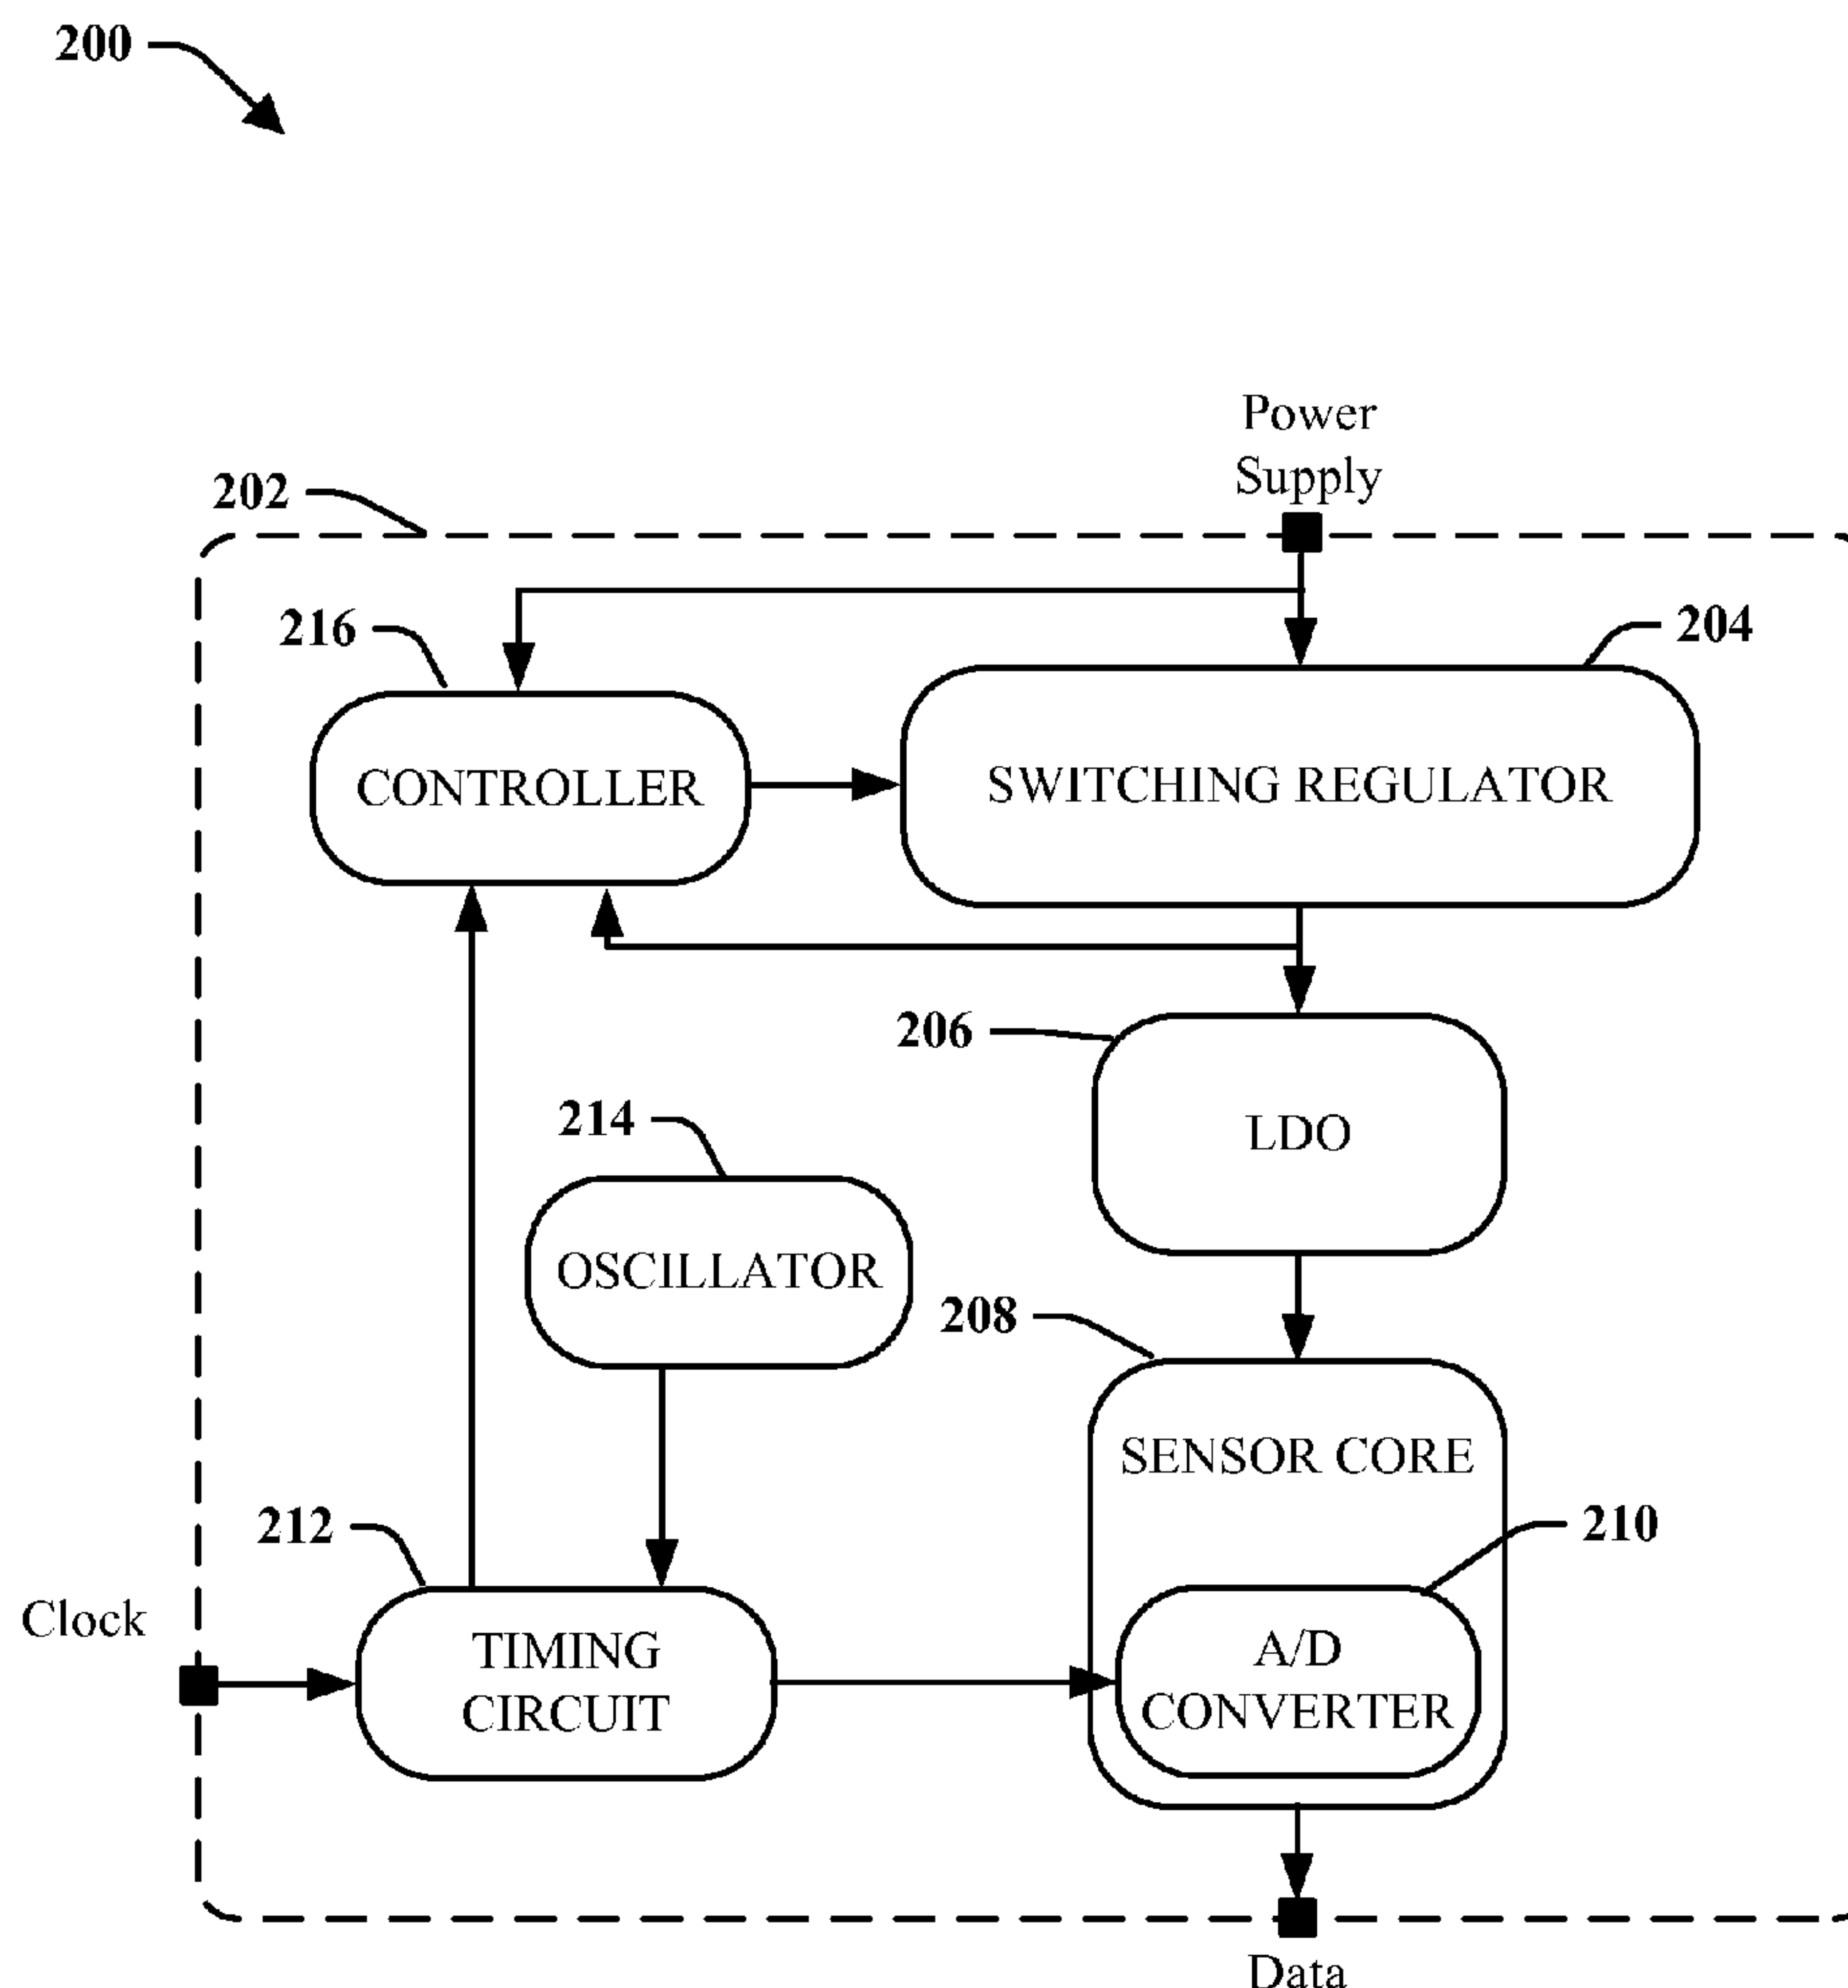 200
Power
Supply
202
216
204
CONTROLLER
SWITCHING REGULATOR
206
LDO
214
OSCILLATOR
208
SENSOR CORE
210
212
Clock
TIMING
CIRCUIT
A/D
CONVERTER
Data